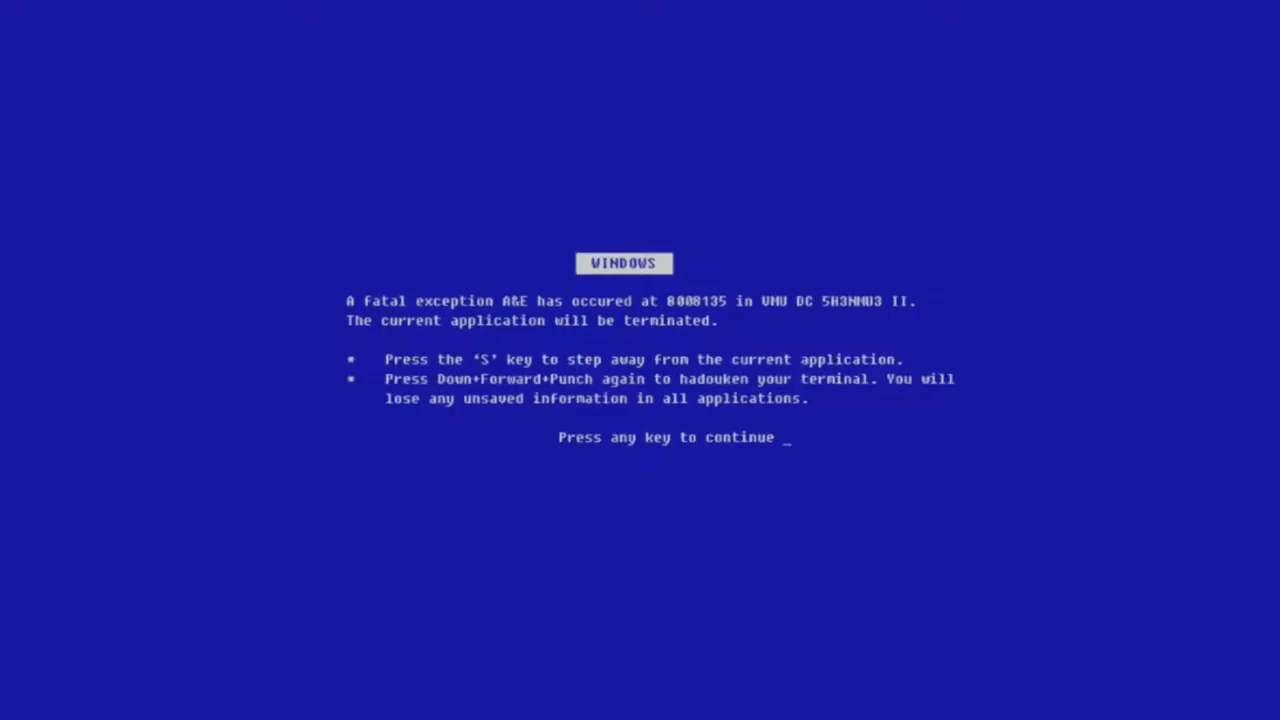 WINDOWS
A fatal exception A&E has occured at 8008135 in VMU DC 5H3NMU3 II.
The current application will be terminated.
* Press the 'S' key to step away from the current application.
* Press Down+Forward+Punch again to hadouken your terminal. You will
lose any unsaved information in all applications.
Press any key to continue _